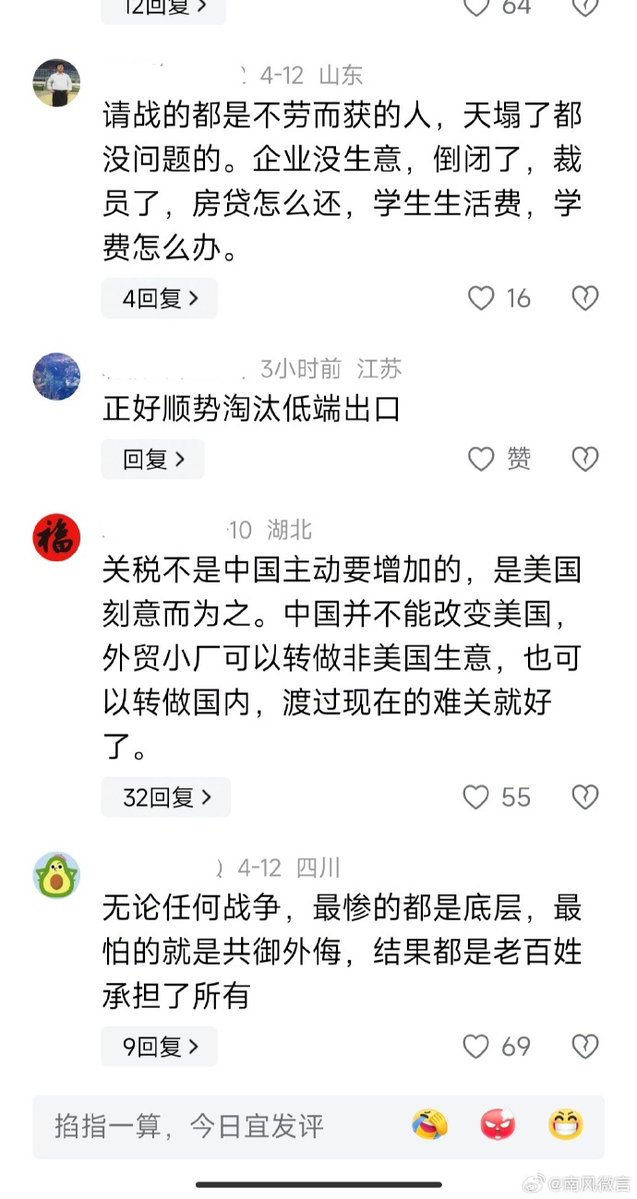 12回复 >
64
4-12 山东
请战的都是不劳而获的人，天塌了都
没问题的。企业没生意，倒闭了，裁
员了，房贷怎么还，学生生活费，学
费怎么办。
4回复 >
16
3小时前 江苏
正好顺势淘汰低端出口
回复 >
赞
福
10 湖北
关税不是中国主动要增加的，是美国
刻意而为之。中国并不能改变美国，
外贸小厂可以转做非美国生意，也可
以转做国内，渡过现在的难关就好
了。
32回复 >
55
4-12 四川
无论任何战争，最惨的都是底层，最
怕的就是共御外侮，结果都是老百姓
承担了所有
9回复 >
69
掐指一算，今日宜发评
@南风微言